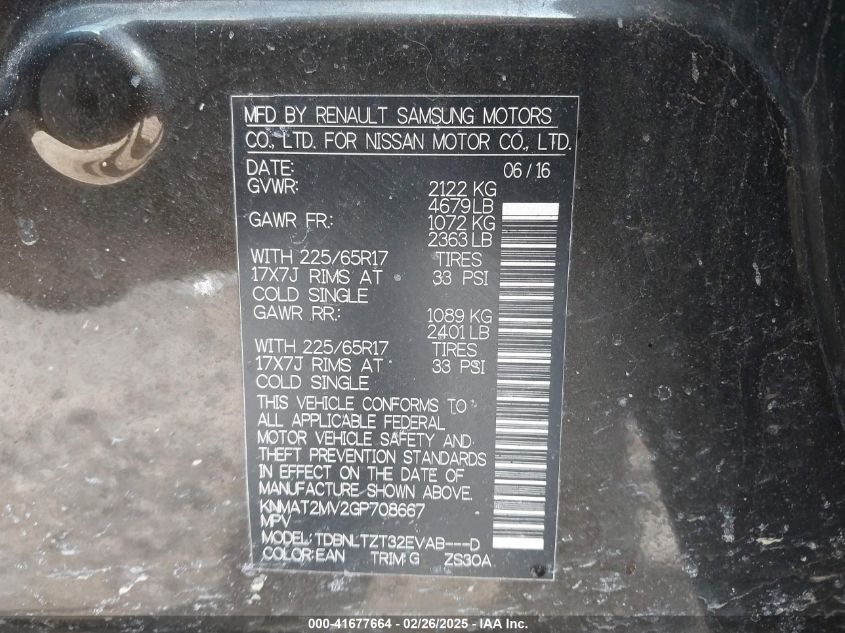 MFD BY RENAULT SAMSUNG MOTORS
CO., LTD. FOR NISSAN MOTOR CO., LTD.
DATE: 06 / 16
GVWR: 2122 KG
4679 LB
GAWR FR: 1072 KG
2363 LB
WITH 225/65R17 TIRES
17X7J RIMS AT 33 PSI
COLD SINGLE
GAWR RR: 1089 KG
2401 LB
WITH 225/65R17 TIRES
17X7J RIMS AT 33 PSI
COLD SINGLE
THIS VEHICLE CONFORMS TO
ALL APPLICABLE FEDERAL
MOTOR VEHICLE SAFETY AND
THEFT PREVENTION STANDARDS
IN EFFECT ON THE DATE OF
MANUFACTURE SHOWN ABOVE.
KNMAT2MV2GP708667
MPV
MODEL: TDBNLTZT32EVAB---D
COLOR: EAN TRIM: G ZS30A
000-41677664 - 02/26/2025 - IAA Inc.